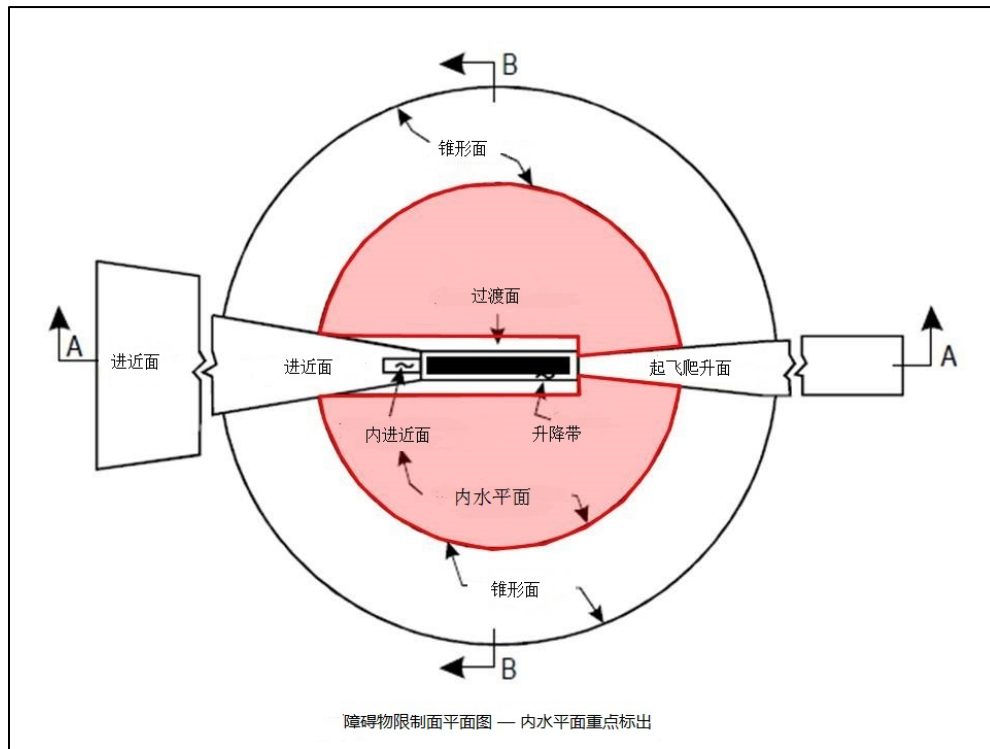 B
锥形面
过渡面
A
进近面
进近面
起飞爬升面
A
内进近面
升降带
内水平面
锥形面
B
障碍物限制面平面图 — 内水平面重点标出